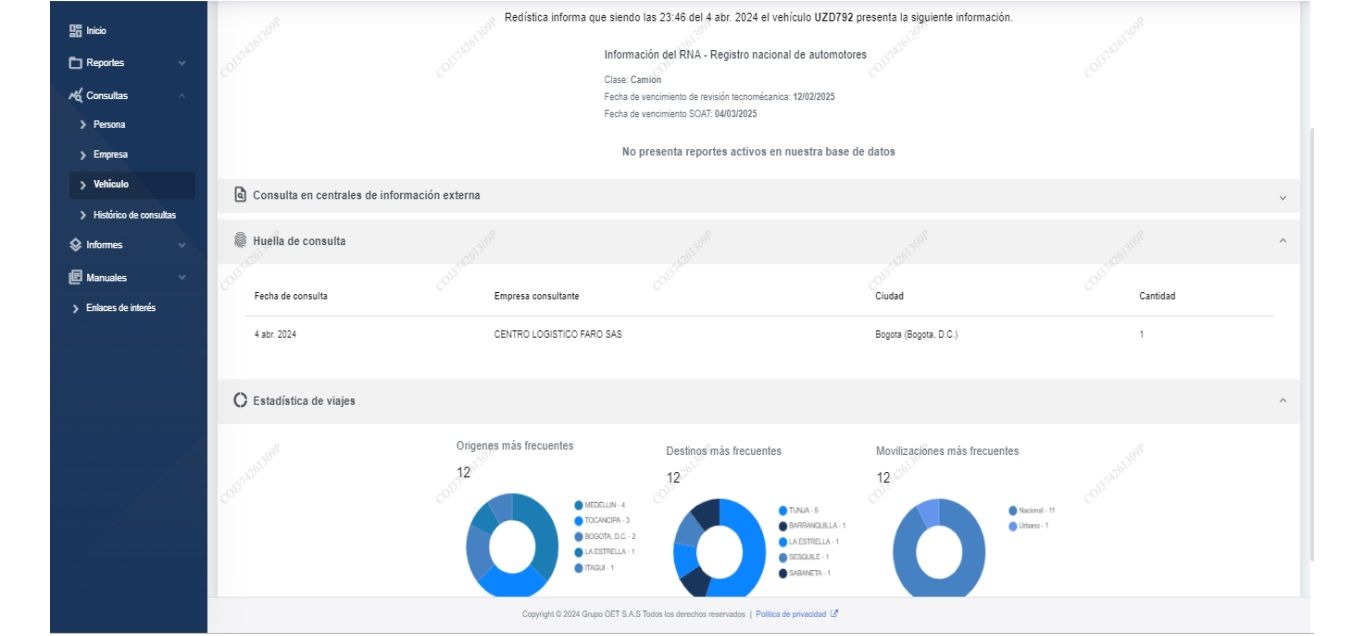 Redística informa que siendo las 23:46 del 4 abr. 2024 el vehículo UZD792 presenta la siguiente información.
Información del RNA - Registro nacional de automotores
Clase: Camion
Fecha de vencimiento de revisión tecnomécanica: 12/02/2025
Fecha de vencimiento SOAT: 04/03/2025
No presenta reportes activos en nuestra base de datos
Inicio
Reportes
Consultas
Persona
Empresa
Vehículo
Histórico de consultas
Informes
Manuales
Enlaces de interés
Consulta en centrales de información externa
Huella de consulta
Fecha de consulta Empresa consultante Ciudad Cantidad
4 abr. 2024 CENTRO LOGISTICO FARO SAS Bogota (Bogota, D.C.) 1
Estadística de viajes
Origenes más frecuentes
12
MEDELLIN - 4
TOCANCIPA - 3
BOGOTA, D.C. - 2
LA ESTRELLA - 1
ITAGUI - 1
Destinos más frecuentes
12
TUNJA - 5
BARRANQUILLA - 1
LA ESTRELLA - 1
SESQUILE - 1
SABANETA - 1
Movilizaciones más frecuentes
12
Nacional - 11
Urbano - 1
Copyright © 2024 Grupo OET S.A.S Todos los derechos reservados | Política de privacidad
COJ374261309P